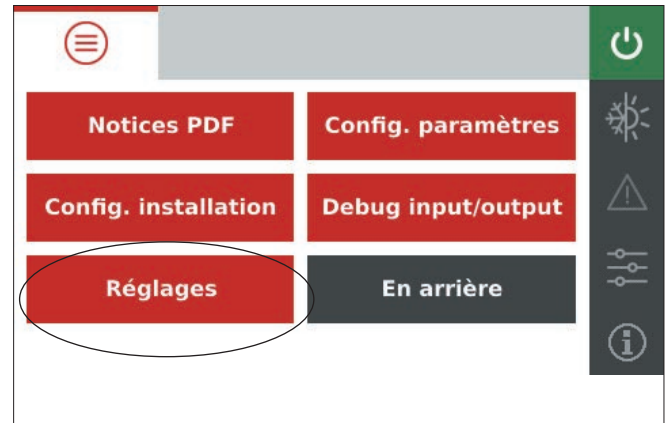 Notices PDF
Config. paramètres
Config. installation
Debug input/output
Réglages
En arrière